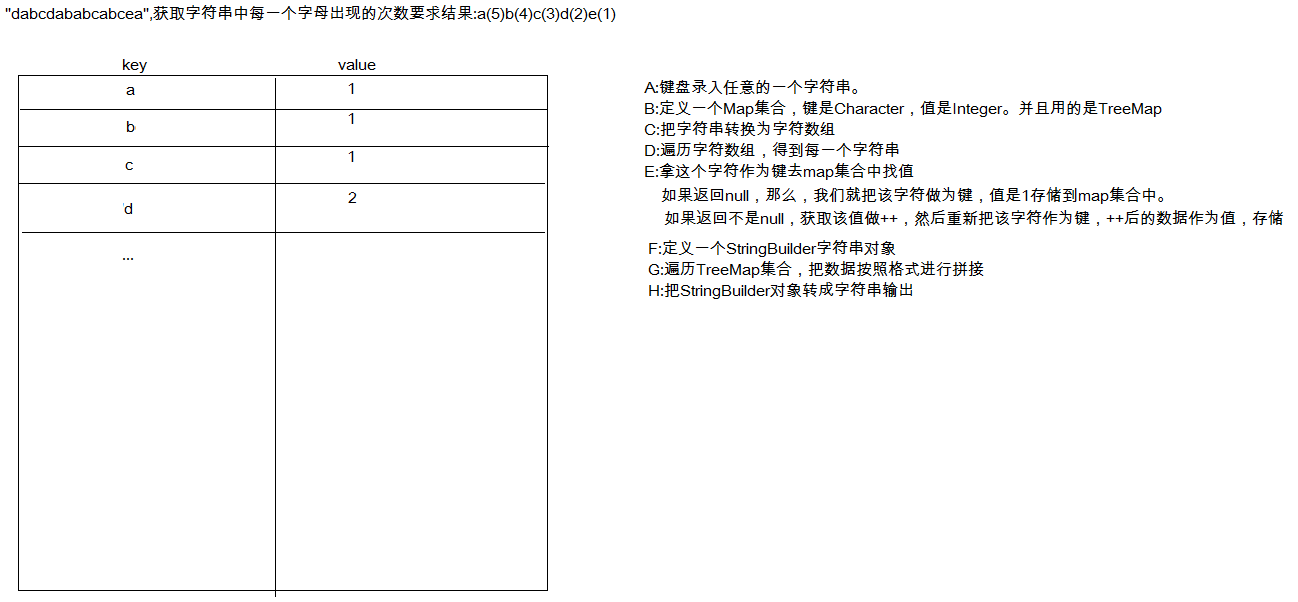 "dabcdababcabcea",获取字符串中每一个字母出现的次数要求结果:a(5)b(4)c(3)d(2)e(1)
key value
a 1
b 1
c 1
d 2
...
A:键盘录入任意的一个字符串。
B:定义一个Map集合，键是Character，值是Integer。并且用的是TreeMap
C:把字符串转换为字符数组
D:遍历字符数组，得到每一个字符串
E:拿这个字符作为键去map集合中找值
如果返回null，那么，我们就把该字符做为键，值是1存储到map集合中。
如果返回不是null，获取该值做++，然后重新把该字符作为键，++后的数据作为值，存储
F:定义一个StringBuilder字符串对象
G:遍历TreeMap集合，把数据按照格式进行拼接
H:把StringBuilder对象转成字符串输出